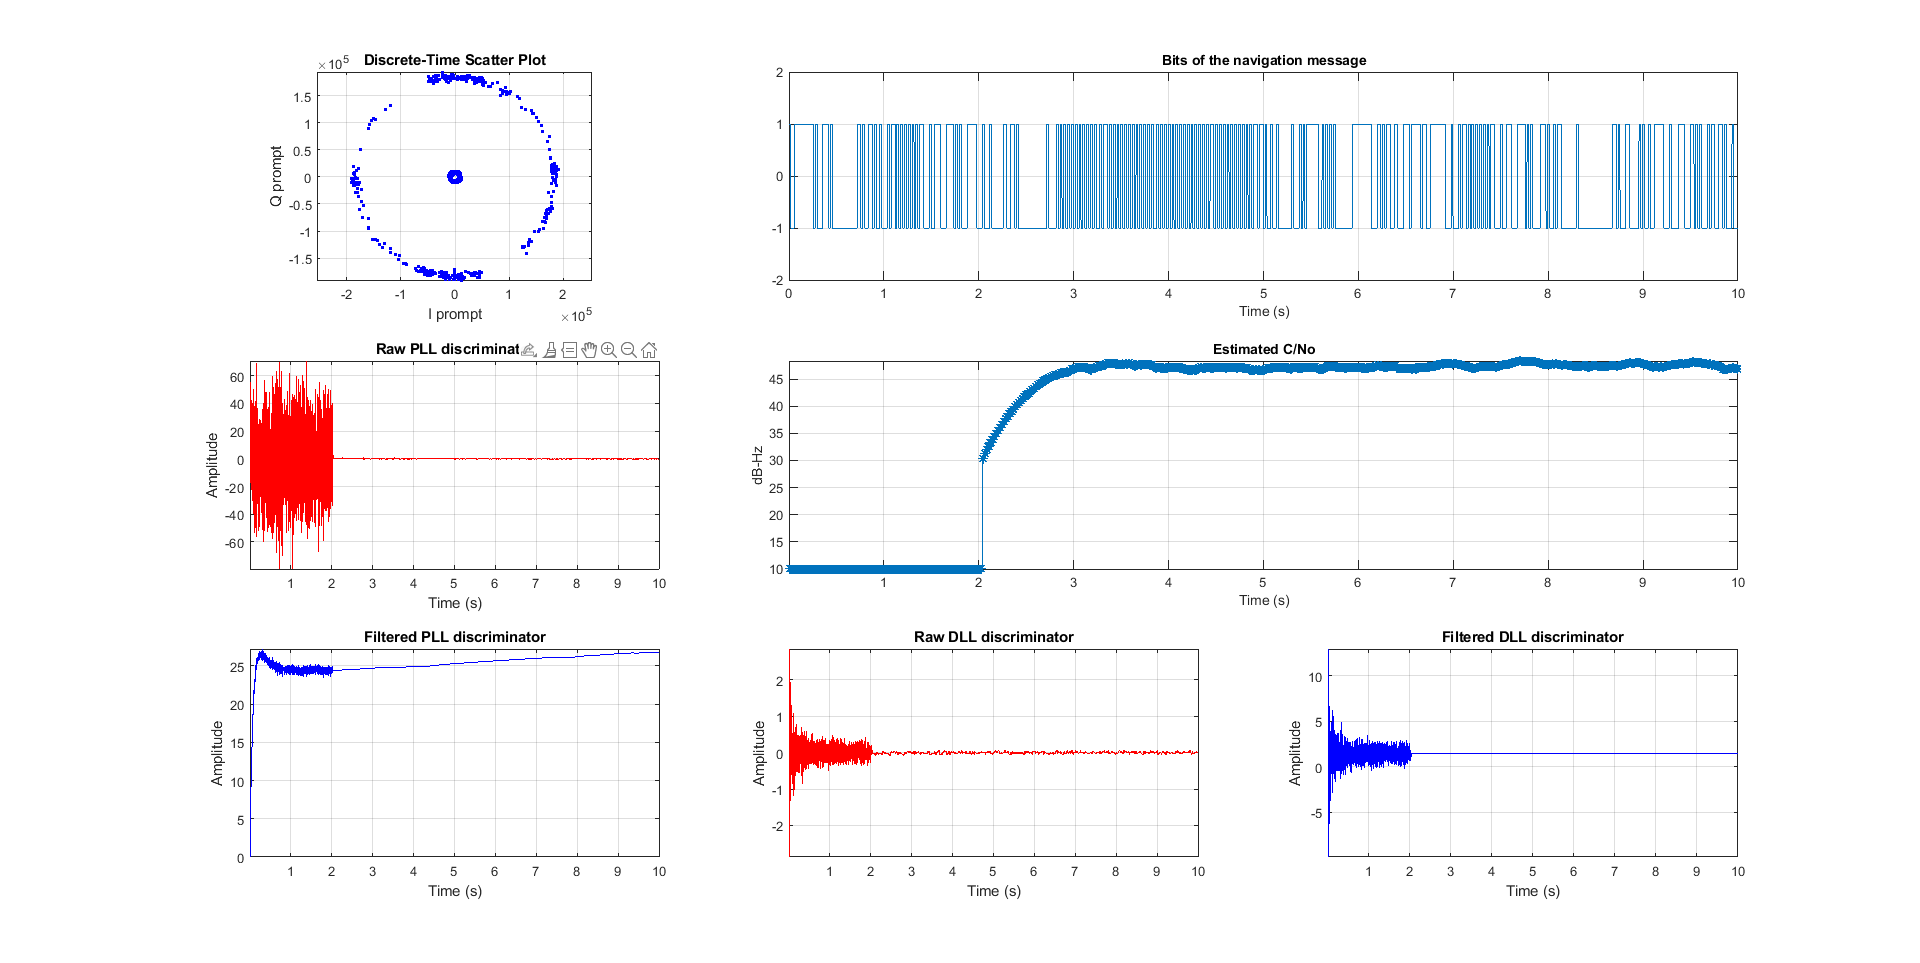 Discrete-Time Scatter Plot
×10^5
1.5
1
0.5
0
-0.5
-1
-1.5
Q prompt
-2 -1 0 1 2
I prompt
×10^5
Bits of the navigation message
2
1
0
-1
-2
0 1 2 3 4 5 6 7 8 9 10
Time (s)
Raw PLL discriminat
60
40
20
0
-20
-40
-60
Amplitude
1 2 3 4 5 6 7 8 9 10
Time (s)
Estimated C/No
45
40
35
30
25
20
15
10
dB-Hz
1 2 3 4 5 6 7 8 9 10
Time (s)
Filtered PLL discriminator
25
20
15
10
5
0
Amplitude
1 2 3 4 5 6 7 8 9 10
Time (s)
Raw DLL discriminator
2
1
0
-1
-2
Amplitude
1 2 3 4 5 6 7 8 9 10
Time (s)
Filtered DLL discriminator
10
5
0
-5
Amplitude
1 2 3 4 5 6 7 8 9 10
Time (s)